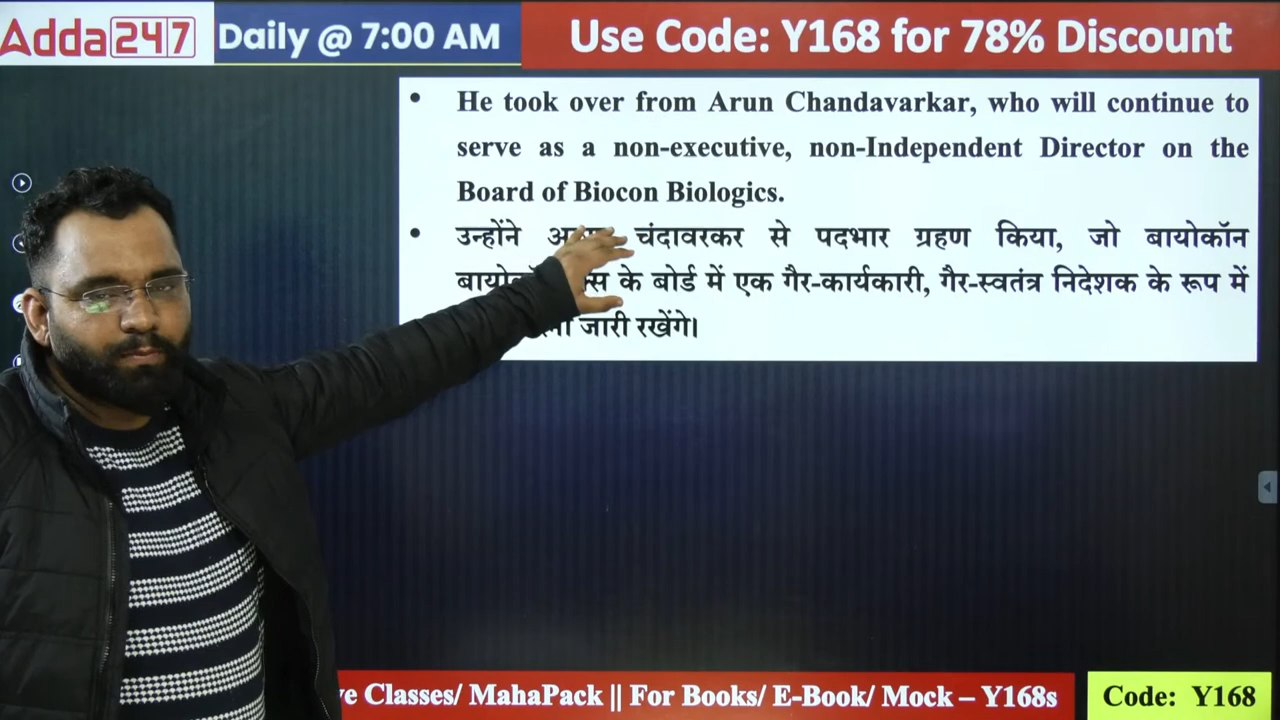 Adda247
Daily @ 7:00 AM
Use Code: Y168 for 78% Discount
• He took over from Arun Chandavarkar, who will continue to
serve as a non-executive, non-Independent Director on the
Board of Biocon Biologics.
• उन्होंने चंदावरकर से पदभार ग्रहण किया, जो बायोकॉन
के बोर्ड में एक गैर-कार्यकारी, गैर-स्वतंत्र निदेशक के रूप में
जारी रखेंगे।
Classes/ MahaPack || For Books/ E-Book/ Mock – Y168s
Code: Y168